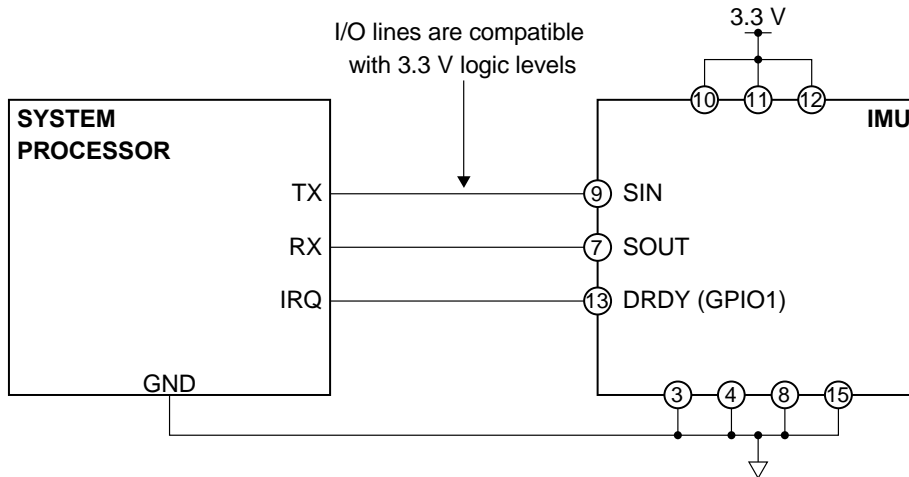 3.3 V
I/O lines are compatible
with 3.3 V logic levels
10 11 12
SYSTEM
PROCESSOR
IMU
TX
9 SIN
RX
7 SOUT
IRQ
13 DRDY (GPIO1)
GND
3 4 8 15